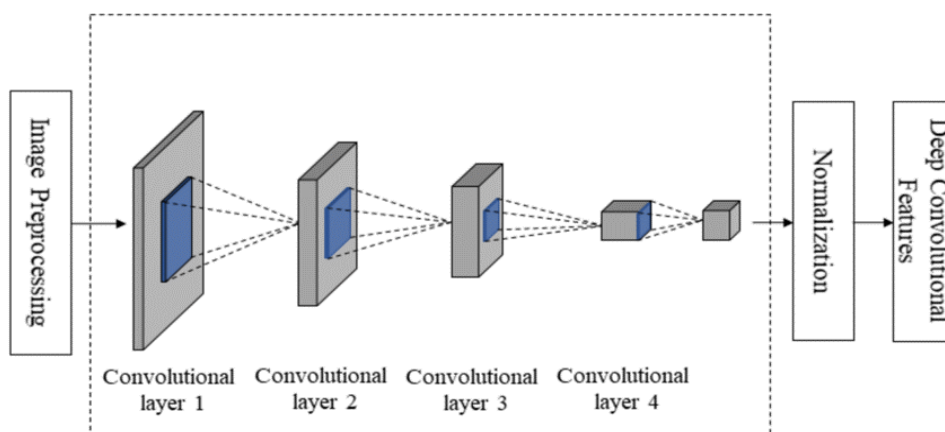 Image Preprocessing
Convolutional
layer 1
Convolutional
layer 2
Convolutional
layer 3
Convolutional
layer 4
Normalization
Deep Convolutional
Features